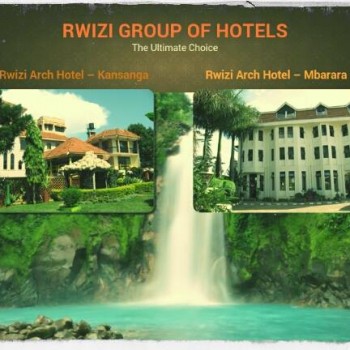 RWIZI GROUP OF HOTELS
The Ultimate Choice
Rwizi Arch Hotel – Kansanga
Rwizi Arch Hotel – Mbarara